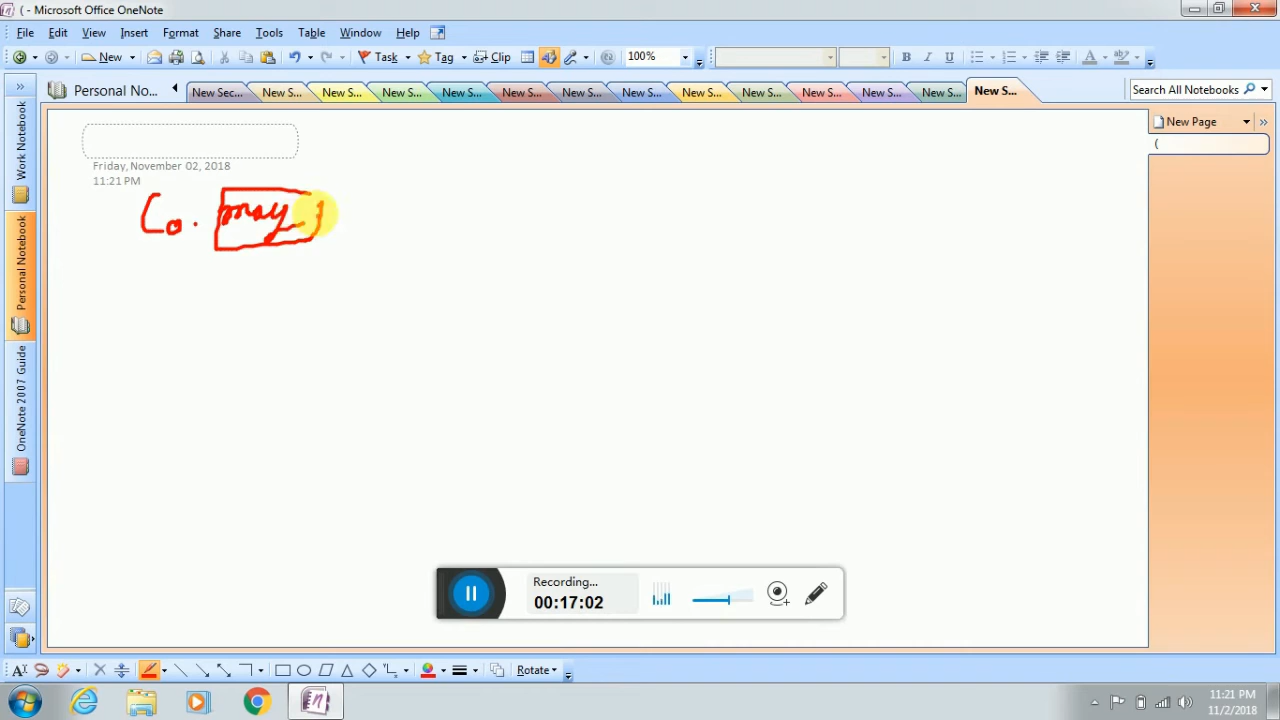 ( - Microsoft Office OneNote
File Edit View Insert Format Share Tools Table Window Help
New Task Tag Clip 100% B I U A ab
Personal No... New Sec... New S... New S... New S... New S... New S... New S... New S... New S... New S... New S... New S... New S... New S... Search All Notebooks
New Page
(
Friday, November 02, 2018
11:21 PM
Co. may
Work Notebook
Personal Notebook
OneNote 2007 Guide
Recording...
00:17:02
Rotate
11:21 PM
11/2/2018